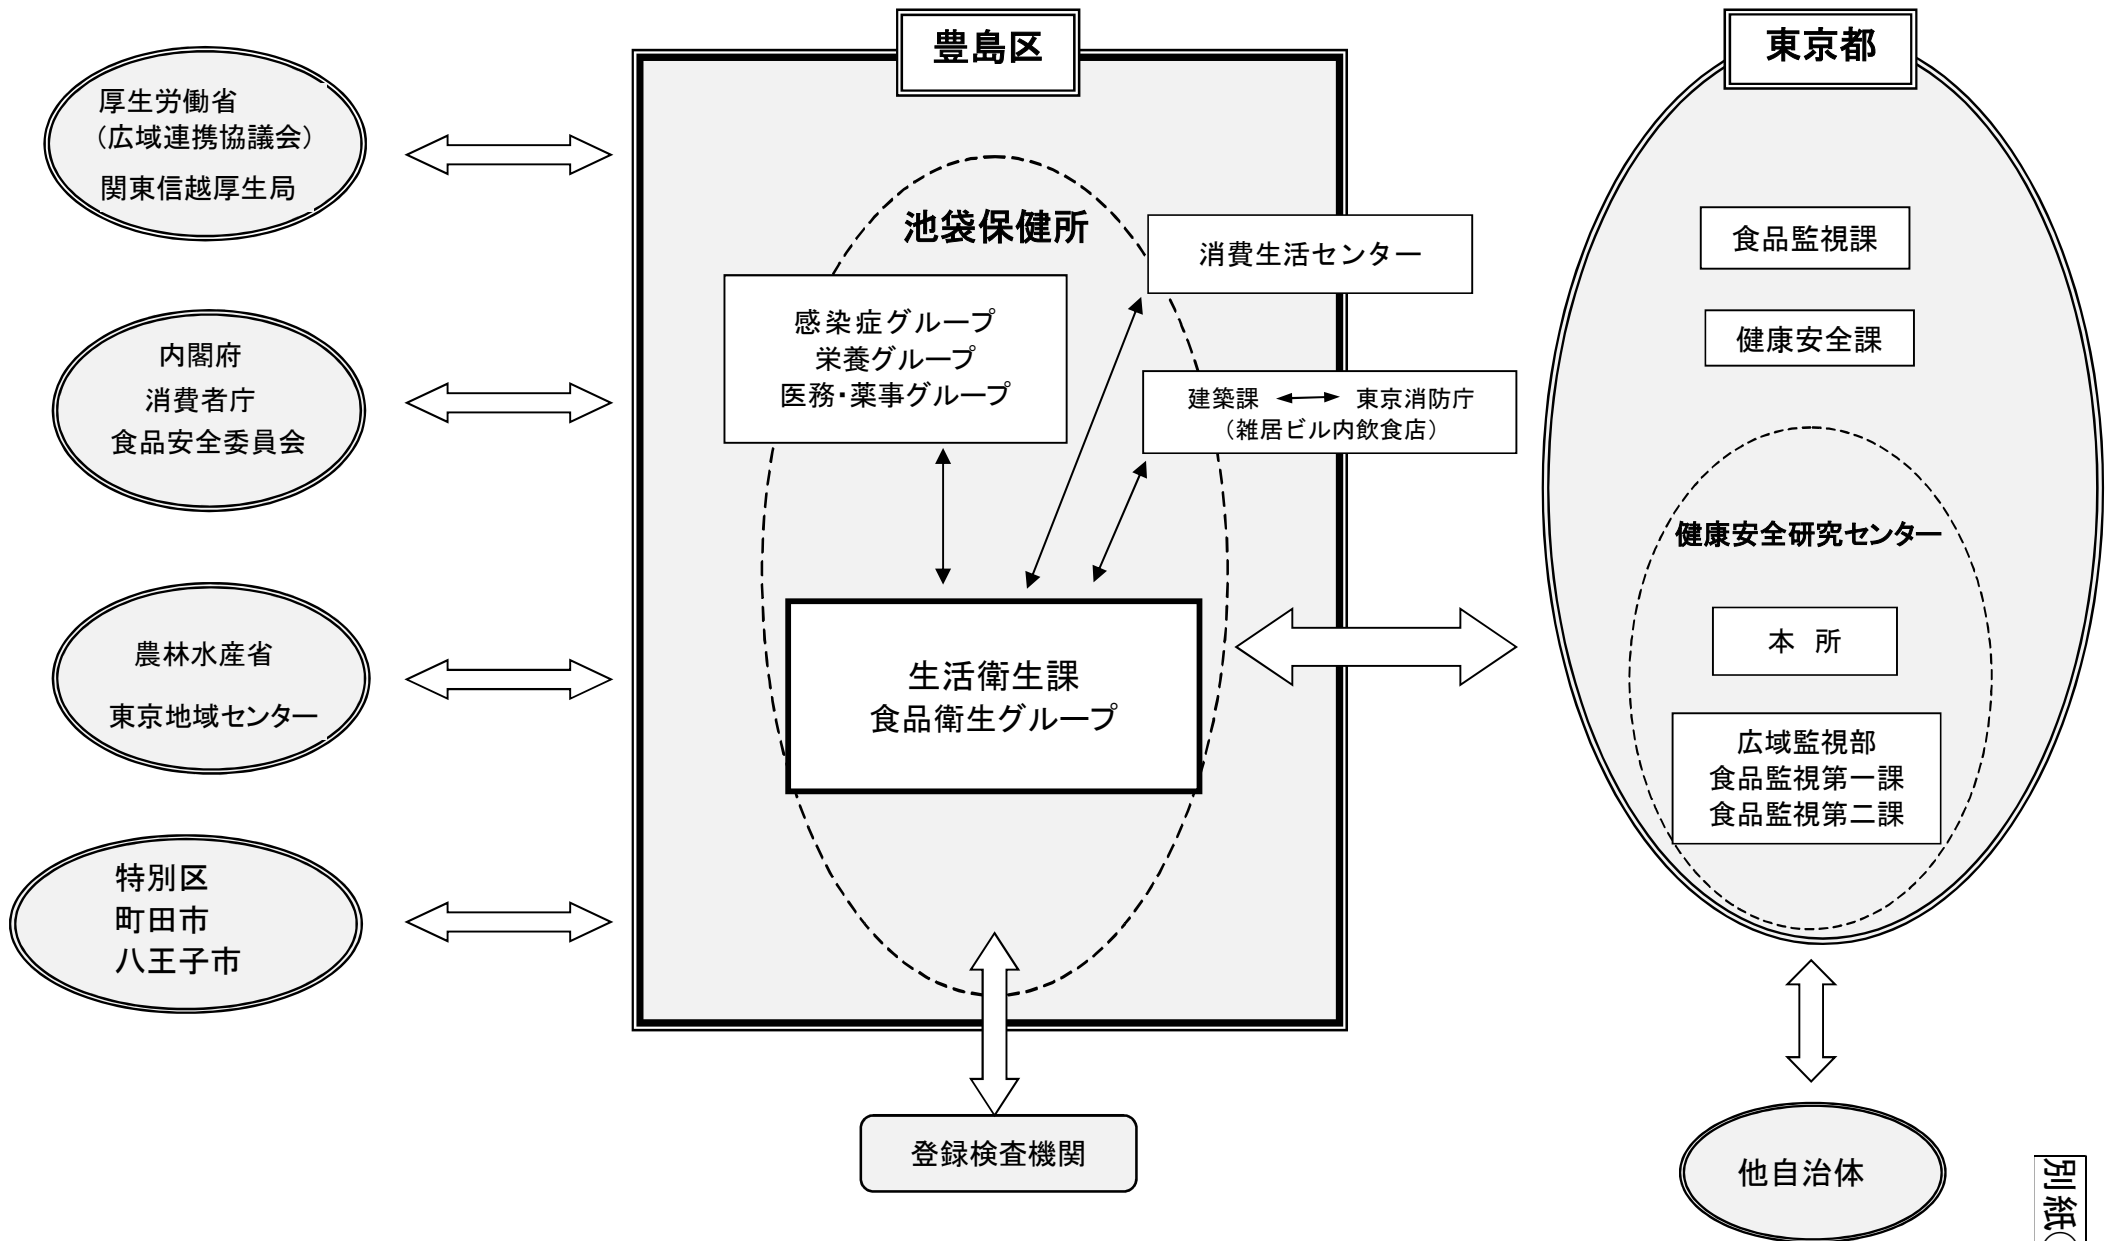 豊島区
東京都
厚生労働省
（広域連携協議会）
関東信越厚生局
内閣府
消費者庁
食品安全委員会
農林水産省
東京地域センター
特別区
町田市
八王子市
池袋保健所
消費生活センター
感染症グループ
栄養グループ
医務・薬事グループ
建築課 東京消防庁
（雑居ビル内飲食店）
生活衛生課
食品衛生グループ
登録検査機関
食品監視課
健康安全課
健康安全研究センター
本 所
広域監視部
食品監視第一課
食品監視第二課
他自治体
別紙